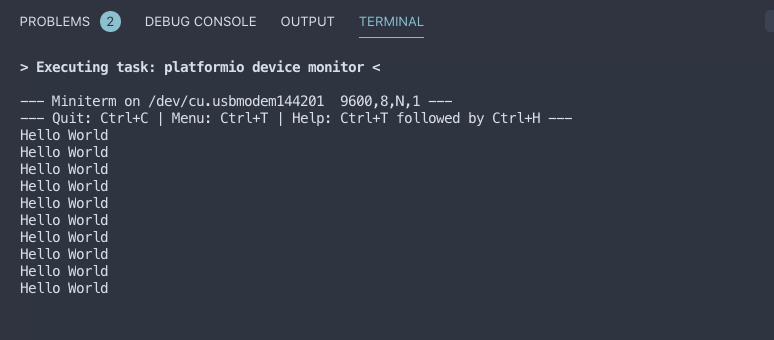 PROBLEMS 2 DEBUG CONSOLE OUTPUT TERMINAL
> Executing task: platformio device monitor <
--- Miniterm on /dev/cu.usbmodem144201  9600,8,N,1 ---
--- Quit: Ctrl+C | Menu: Ctrl+T | Help: Ctrl+T followed by Ctrl+H ---
Hello World
Hello World
Hello World
Hello World
Hello World
Hello World
Hello World
Hello World
Hello World
Hello World